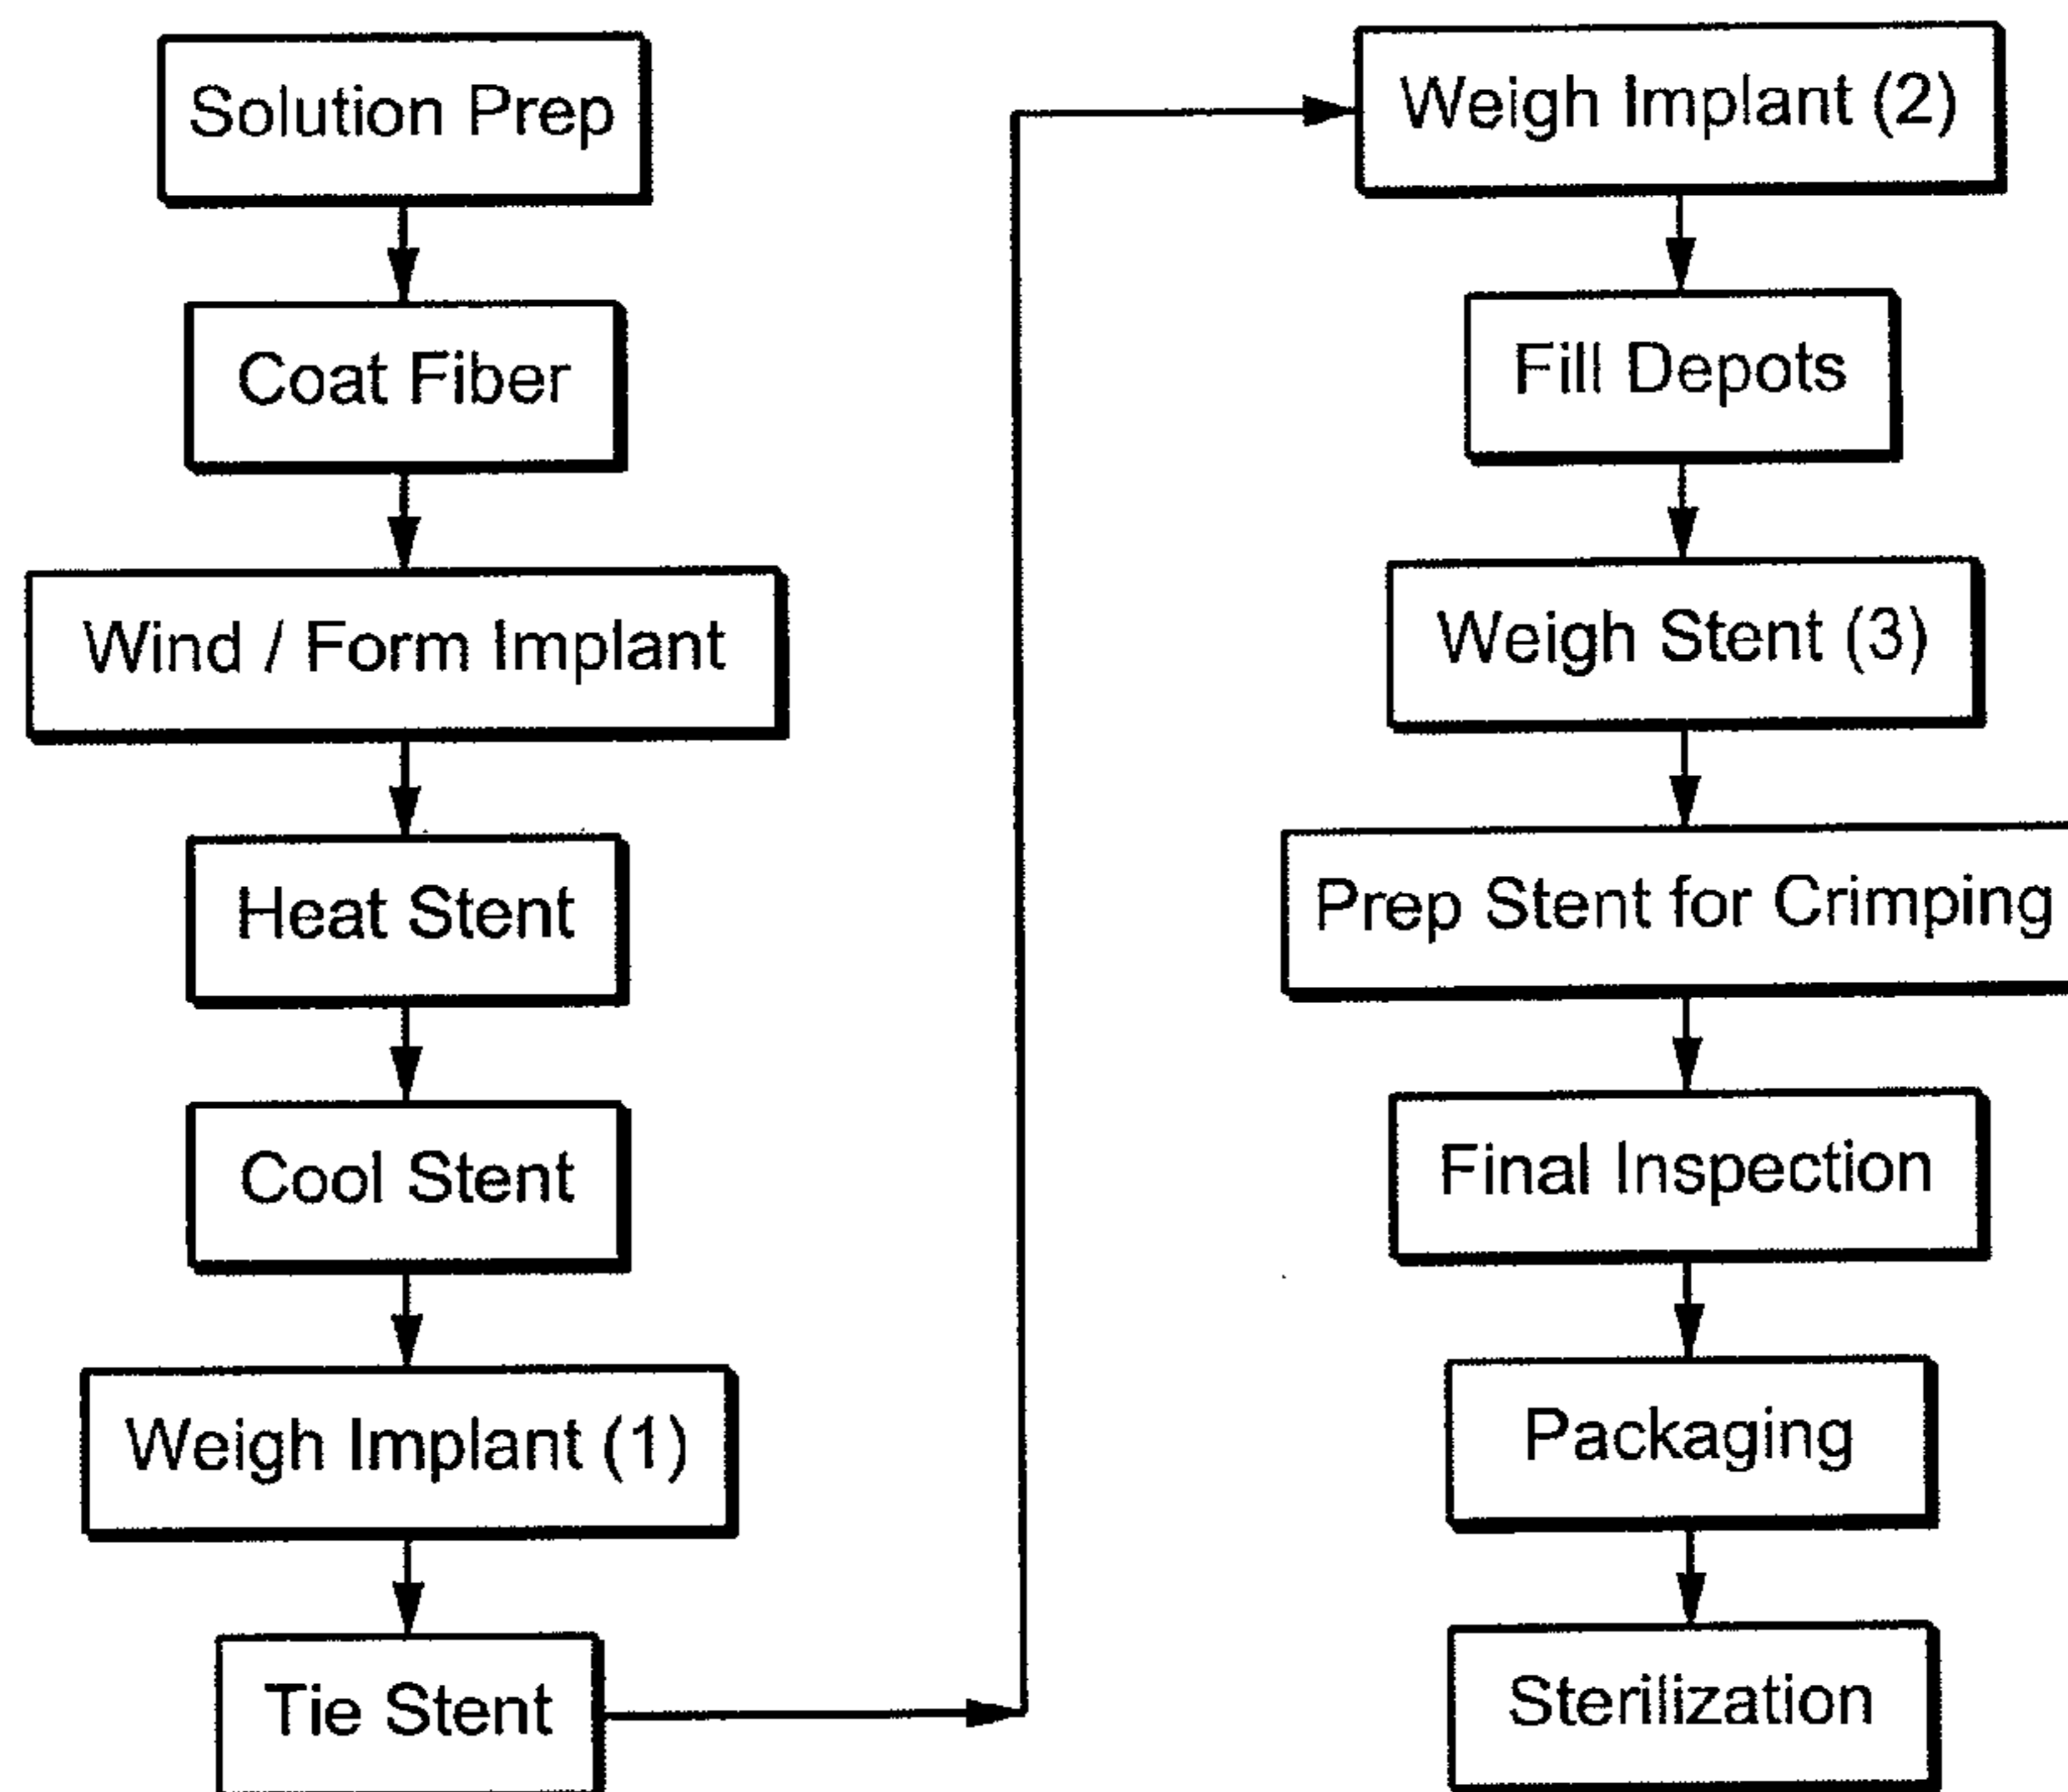 Solution Prep
Coat Fiber
Wind / Form Implant
Heat Stent
Cool Stent
Weigh Implant (1)
Tie Stent
Weigh Implant (2)
Fill Depots
Weigh Stent (3)
Prep Stent for Crimping
Final Inspection
Packaging
Sterilization